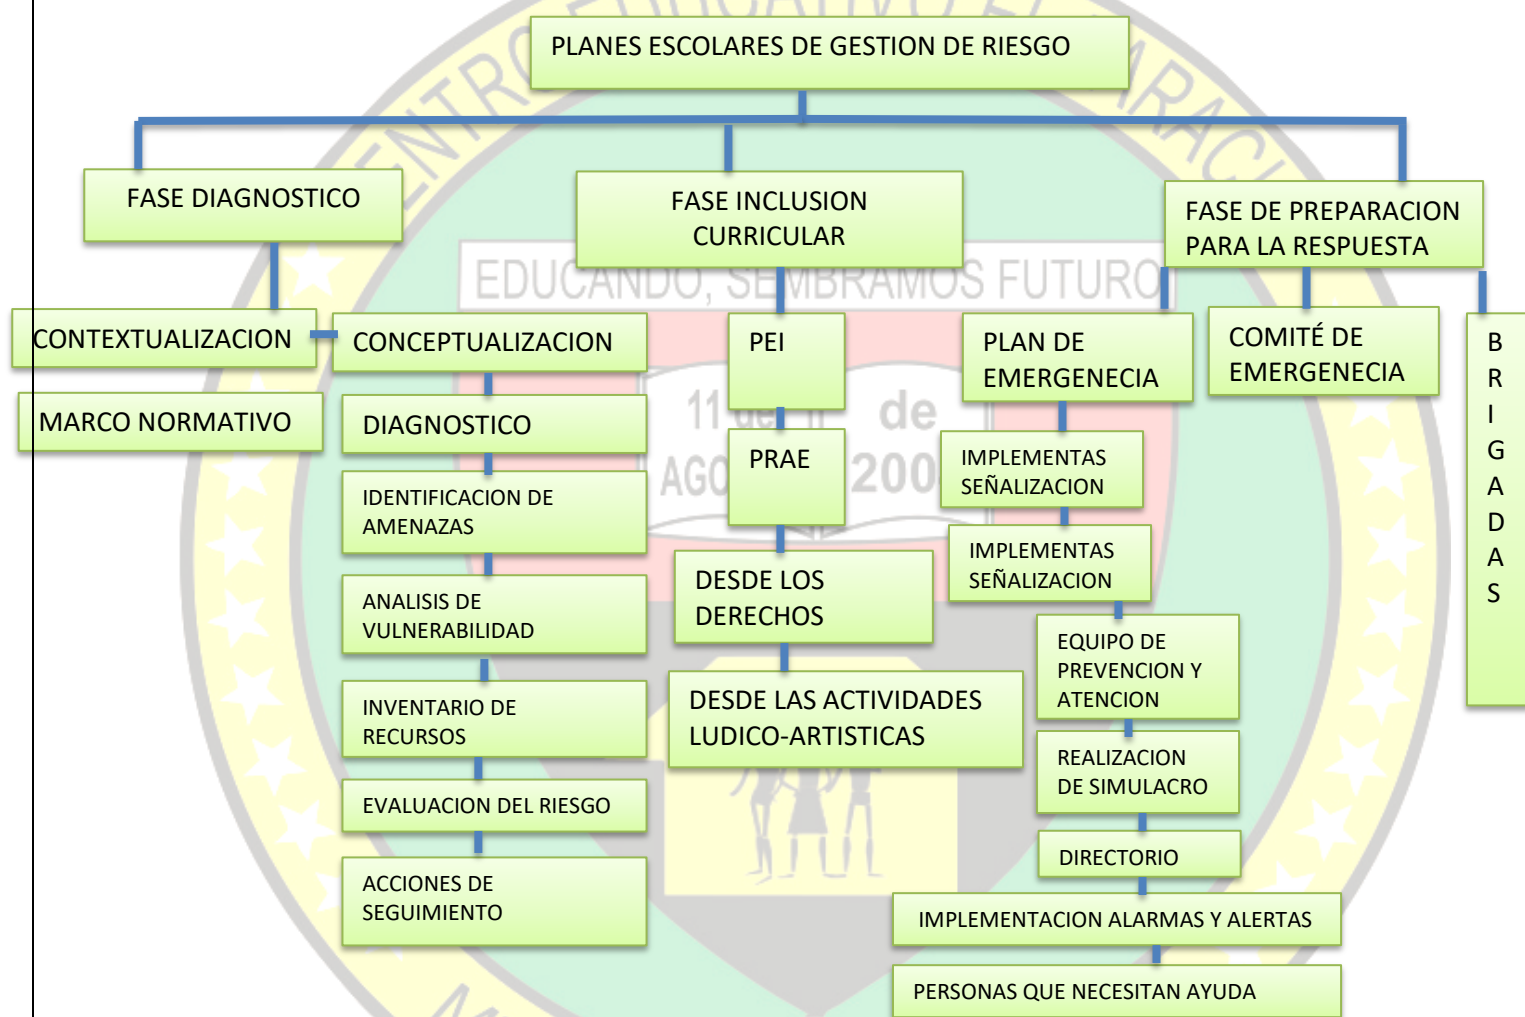 PLANES ESCOLARES DE GESTION DE RIESGO
FASE DIAGNOSTICO
FASE INCLUSION
CURRICULAR
FASE DE PREPARACION
PARA LA RESPUESTA
EDUCANDO, SEMBRAMOS FUTURO
CONTEXTUALIZACION
MARCO NORMATIVO
CONCEPTUALIZACION
DIAGNOSTICO
IDENTIFICACION DE
AMENAZAS
ANALISIS DE
VULNERABILIDAD
INVENTARIO DE
RECURSOS
EVALUACION DEL RIESGO
ACCIONES DE
SEGUIMIENTO
PEI
PRAE
DESDE LOS
DERECHOS
DESDE LAS ACTIVIDADES
LUDICO-ARTISTICAS
11 de
de
PLAN DE
EMERGENECIA
IMPLEMENTAS
SEÑALIZACION
IMPLEMENTAS
SEÑALIZACION
EQUIPO DE
PREVENCION Y
ATENCION
REALIZACION
DE SIMULACRO
DIRECTORIO
IMPLEMENTACION ALARMAS Y ALERTAS
PERSONAS QUE NECESITAN AYUDA
COMITÉ DE
EMERGENECIA
B
R
I
G
A
D
A
S